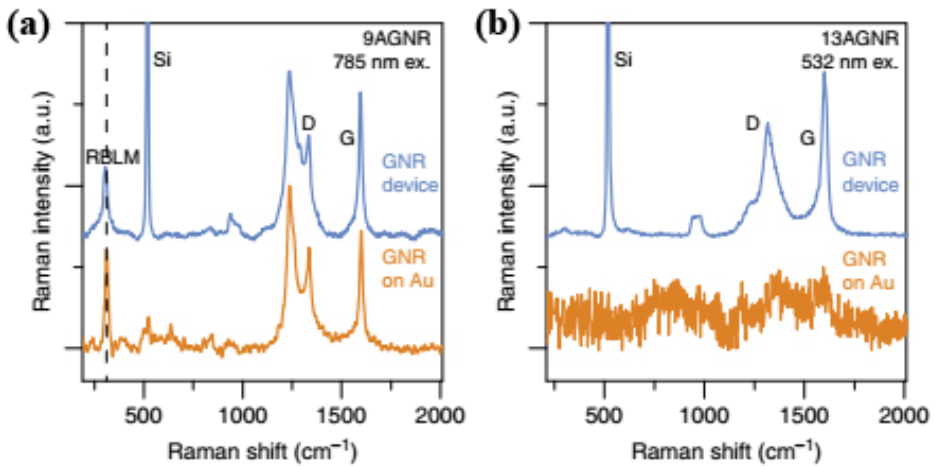 (a)
9AGNR
785 nm ex.
Si
RBLM
D
G
GNR
device
GNR
on Au
Raman intensity (a.u.)
500
1000
1500
2000
Raman shift (cm⁻¹)
(b)
13AGNR
532 nm ex.
Si
D
G
GNR
device
GNR
on Au
Raman intensity (a.u.)
500
1000
1500
2000
Raman shift (cm⁻¹)